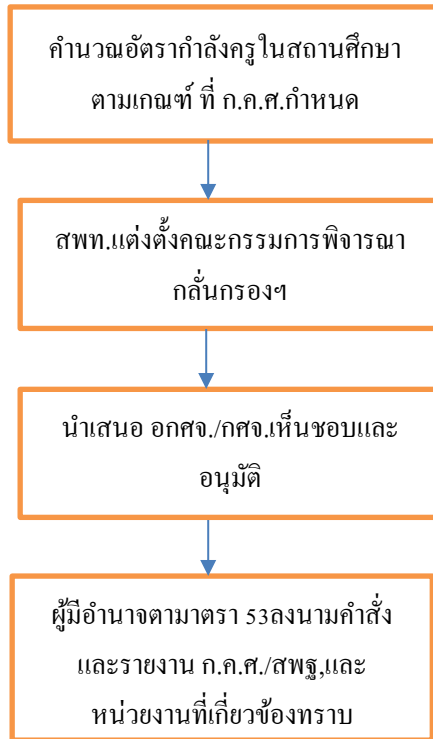 คำนวณอัตรากำลังครูในสถานศึกษา
ตามเกณฑ์ ที่ ก.ค.ศ.กำหนด
สพท.แต่งตั้งคณะกรรมการพิจารณา
กลั่นกรองฯ
นำเสนอ อกศจ./กศจ.เห็นชอบและ
อนุมัติ
ผู้มีอำนาจตามาตรา 53ลงนามคำสั่ง
และรายงาน ก.ค.ศ./สพฐ,และ
หน่วยงานที่เกี่ยวข้องทราบ